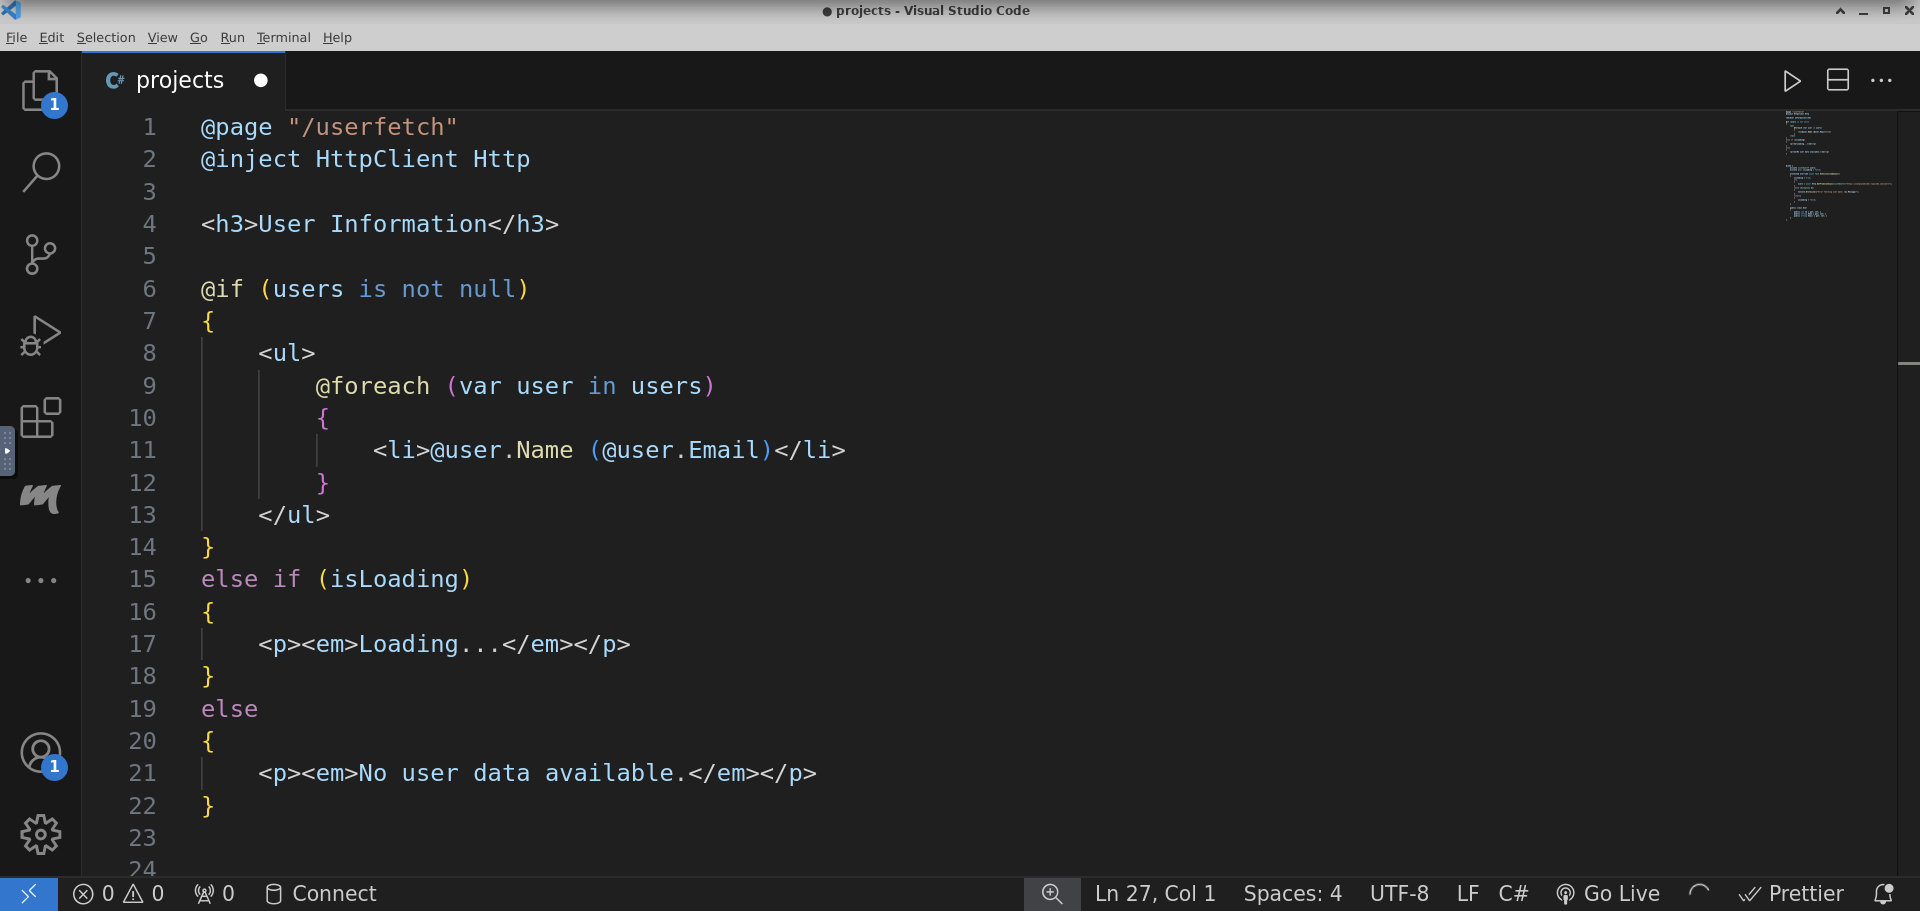 ● projects - Visual Studio Code
File Edit Selection View Go Run Terminal Help
C# projects ●
1 @page "/userfetch"
2 @inject HttpClient Http
3
4 <h3>User Information</h3>
5
6 @if (users is not null)
7 {
8 <ul>
9 @foreach (var user in users)
10 {
11 <li>@user.Name (@user.Email)</li>
12 }
13 </ul>
14 }
15 else if (isLoading)
16 {
17 <p><em>Loading...</em></p>
18 }
19 else
20 {
21 <p><em>No user data available.</em></p>
22 }
23
24
1
1
0 0 0 Connect Ln 27, Col 1 Spaces: 4 UTF-8 LF C# Go Live Prettier